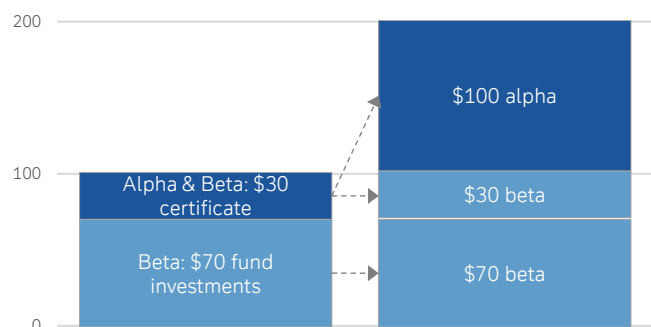 200
$100 alpha
100
Alpha & Beta: $30
certificate
$30 beta
Beta: $70 fund
investments
$70 beta
0